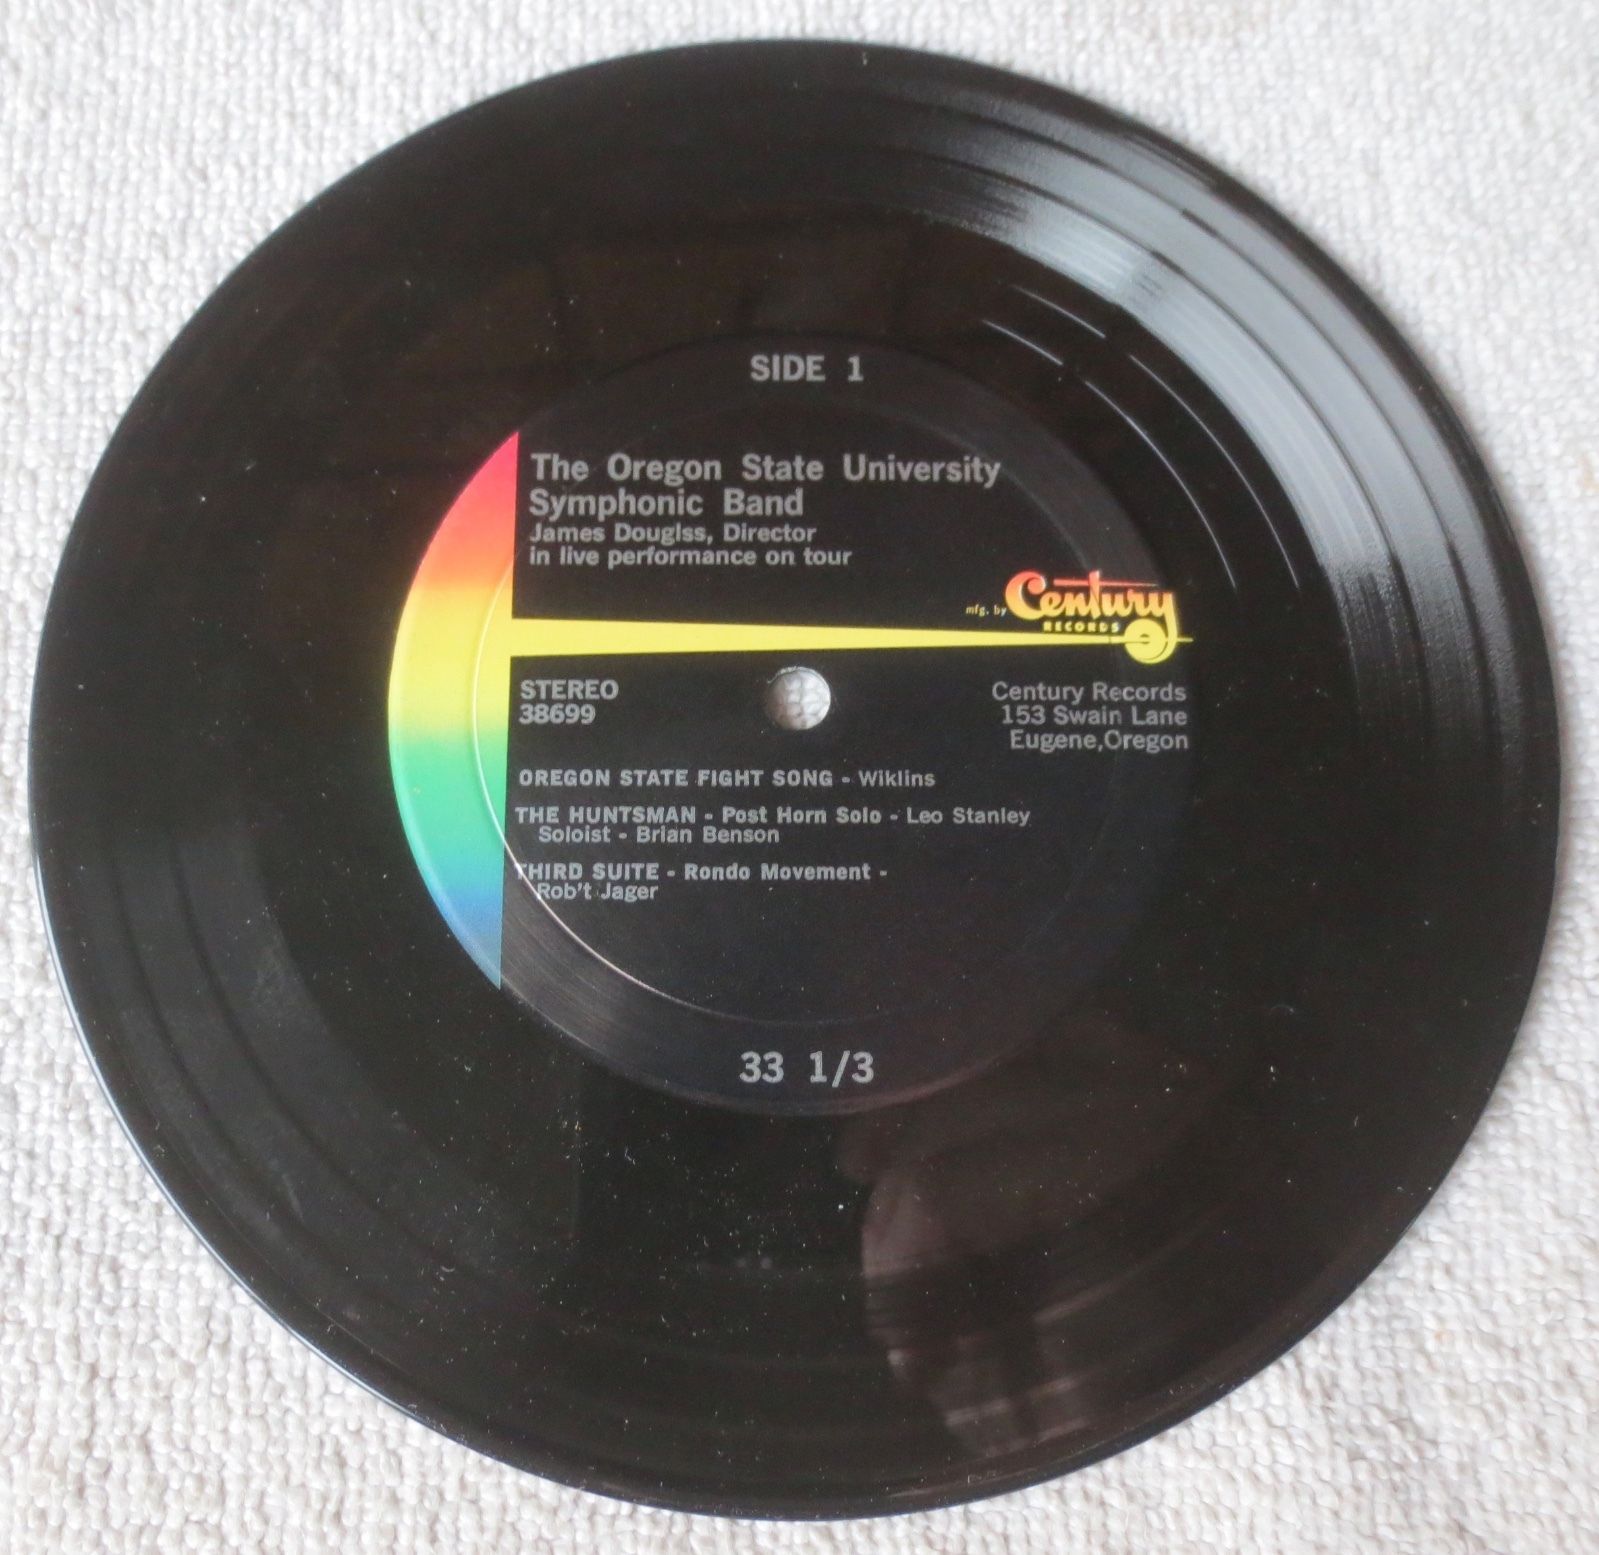 SIDE 1
The Oregon State University
Symphonic Band
James Douglss, Director
in live performance on tour
mfg. by Century
RECORDS
STEREO
38699
Century Records
153 Swain Lane
Eugene,Oregon
OREGON STATE FIGHT SONG - Wiklins
THE HUNTSMAN - Post Horn Solo - Leo Stanley
Soloist - Brian Benson
THIRD SUITE - Rondo Movement -
Rob't Jager
33 1/3